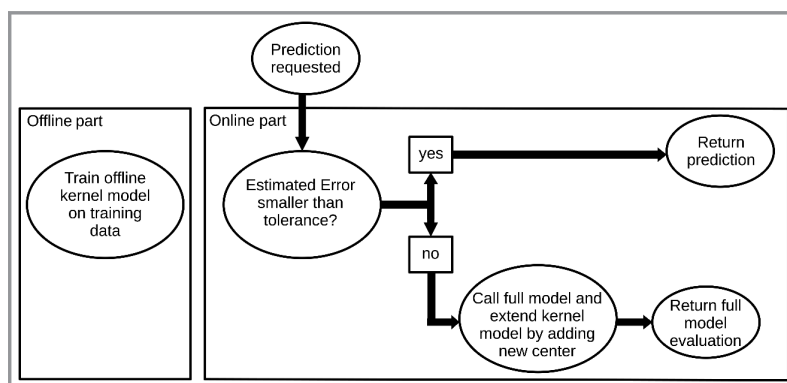 Prediction
requested
Offline part
Online part
Train offline
kernel model
on training
data
Estimated Error
smaller than
tolerance?
yes
Return
prediction
no
Call full model and
extend kernel
model by adding
new center
Return full
model
evaluation